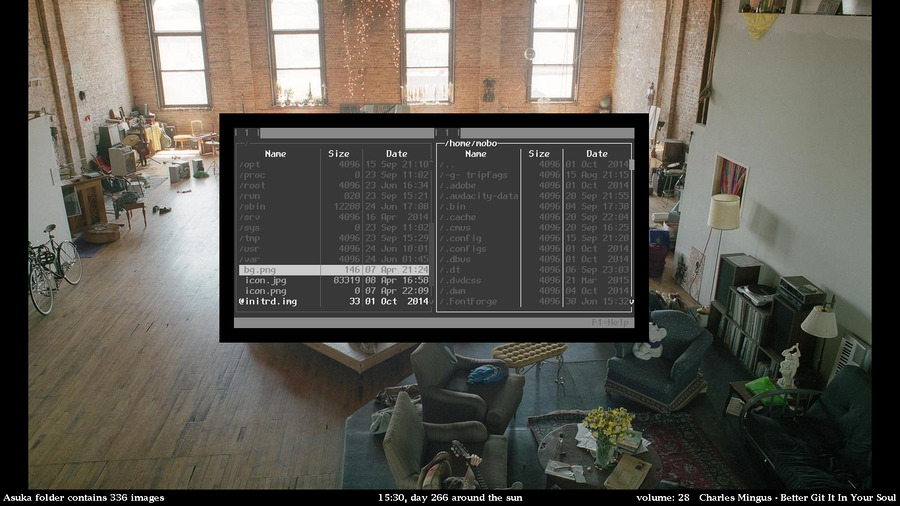 1 1
/home/mobo
Name Size Date Name Size Date
/opt 4096 15 Sep 21:10 /.. 4096 01 Oct 2014
/proc 0 23 Sep 11:02 /-g- tripfags 4096 15 Aug 21:15
/root 4096 23 Jun 16:34 /.adobe 4096 01 Oct 2014
/run 820 23 Sep 15:21 /.audacity-data 4096 20 Sep 21:55
/sbin 12288 24 Jun 17:08 /.bin 4096 04 Sep 17:38
/srv 4096 16 Apr 2014 /.cache 4096 20 Sep 22:04
/sys 0 23 Sep 11:02 /.cmus 4096 20 Sep 16:25
/tmp 4096 23 Sep 15:29 /.config 4096 15 Sep 21:20
/usr 4096 24 Jun 10:01 /.configs 4096 01 Oct 2014
/var 4096 24 Jun 01:45 /.dbus 4096 01 Oct 2014
bg.png 146 07 Apr 21:24 /.dt 4096 06 Sep 23:03
icon.jpg 83319 08 Apr 16:58 /.dvdcss 4096 21 Mar 2015
icon.png 0 07 Apr 22:09 /.dwm 4096 04 Oct 2014
@initrd.img 33 01 Oct 2014 /.FontForge 4096 30 Jun 15:32
F1=Help
Asuka folder contains 336 images 15:30, day 266 around the sun volume: 28 Charles Mingus · Better Git It In Your Soul